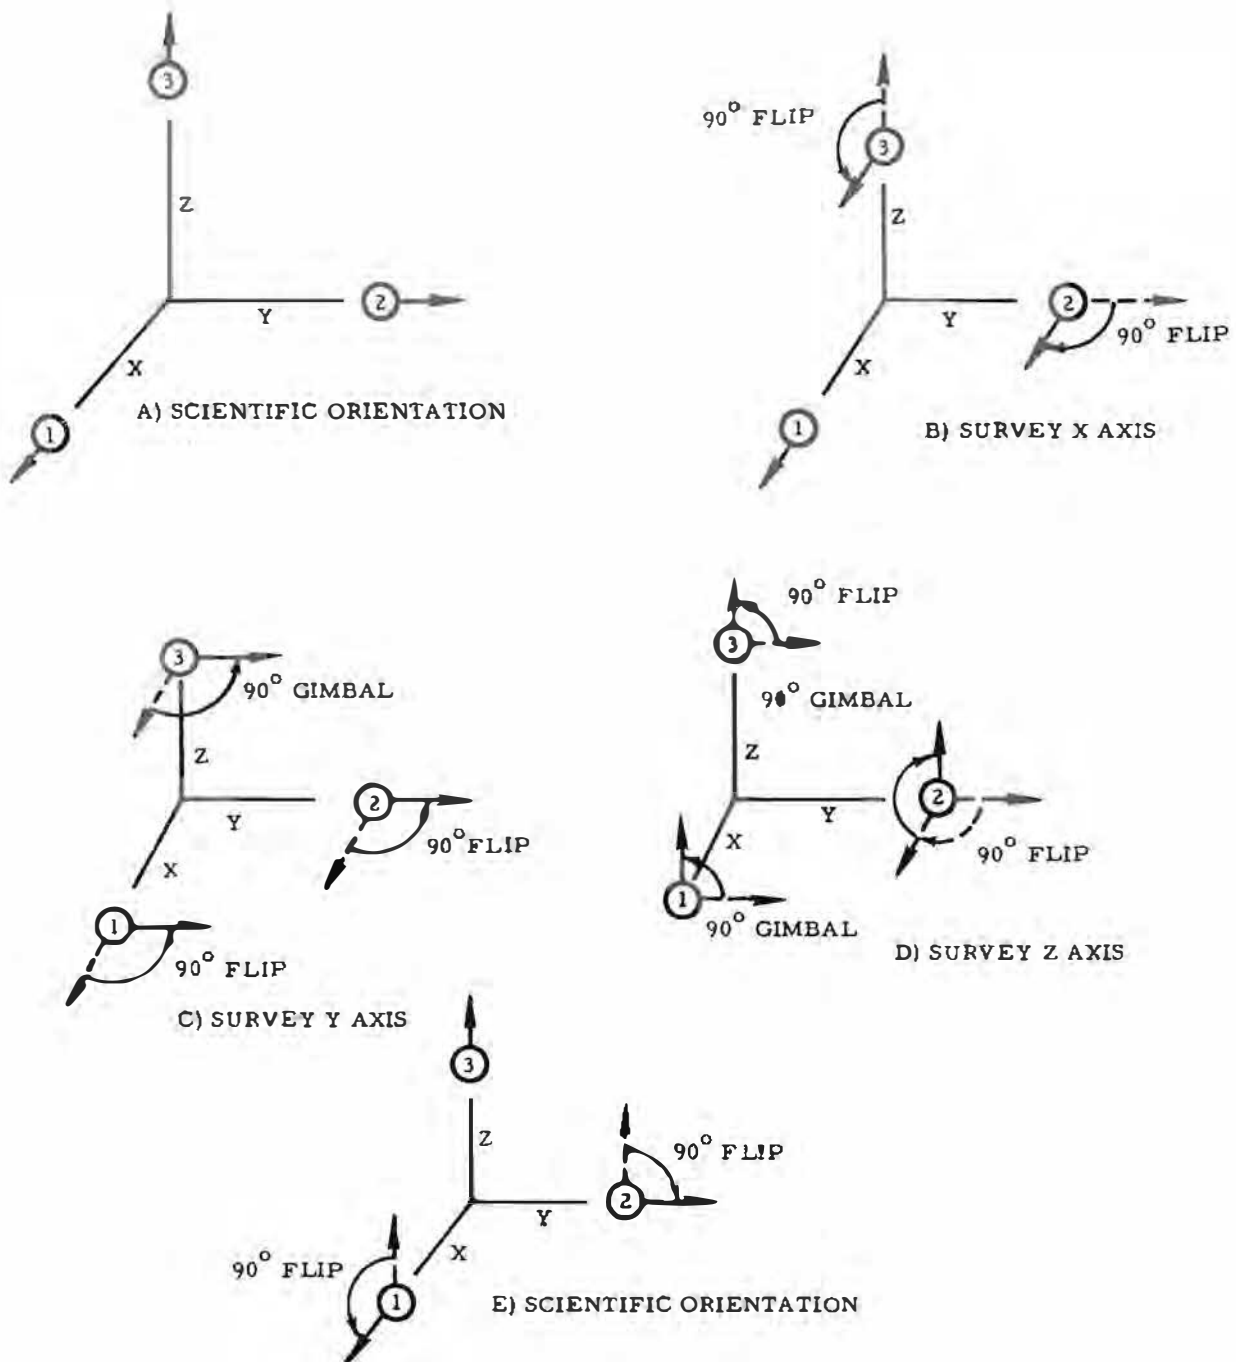 3
Z
2
Y
X
1
A) SCIENTIFIC ORIENTATION
90° FLIP
3
Z
2
Y
90° FLIP
X
1
B) SURVEY X AXIS
3
90° GIMBAL
Z
2
Y
90° FLIP
X
1
90° FLIP
C) SURVEY Y AXIS
90° FLIP
3
90° GIMBAL
Z
2
Y
X
90° FLIP
1
90° GIMBAL
D) SURVEY Z AXIS
3
Z
90° FLIP
2
Y
X
90° FLIP
1
E) SCIENTIFIC ORIENTATION